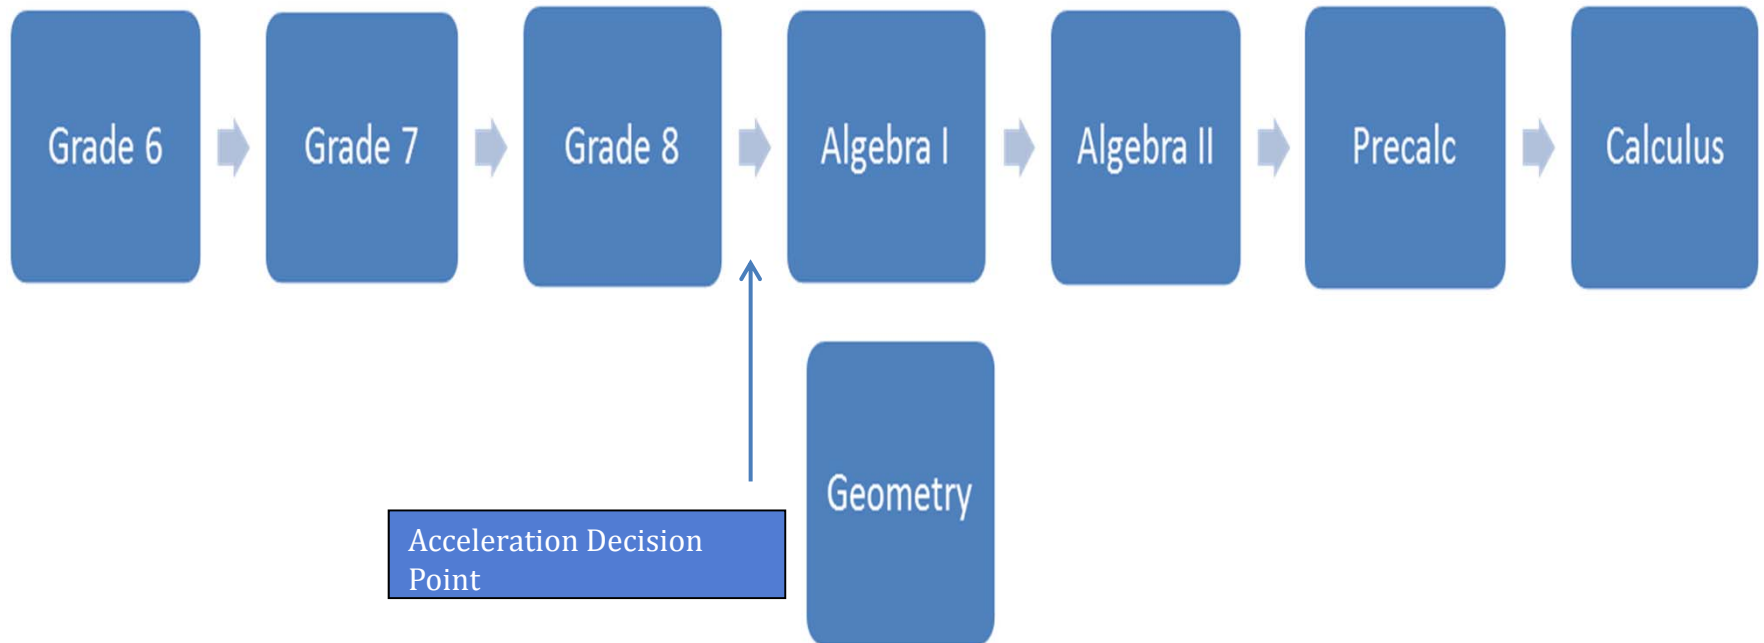 Grade 6
Grade 7
Grade 8
Algebra I
Algebra II
Precalc
Calculus
Geometry
Acceleration Decision
Point